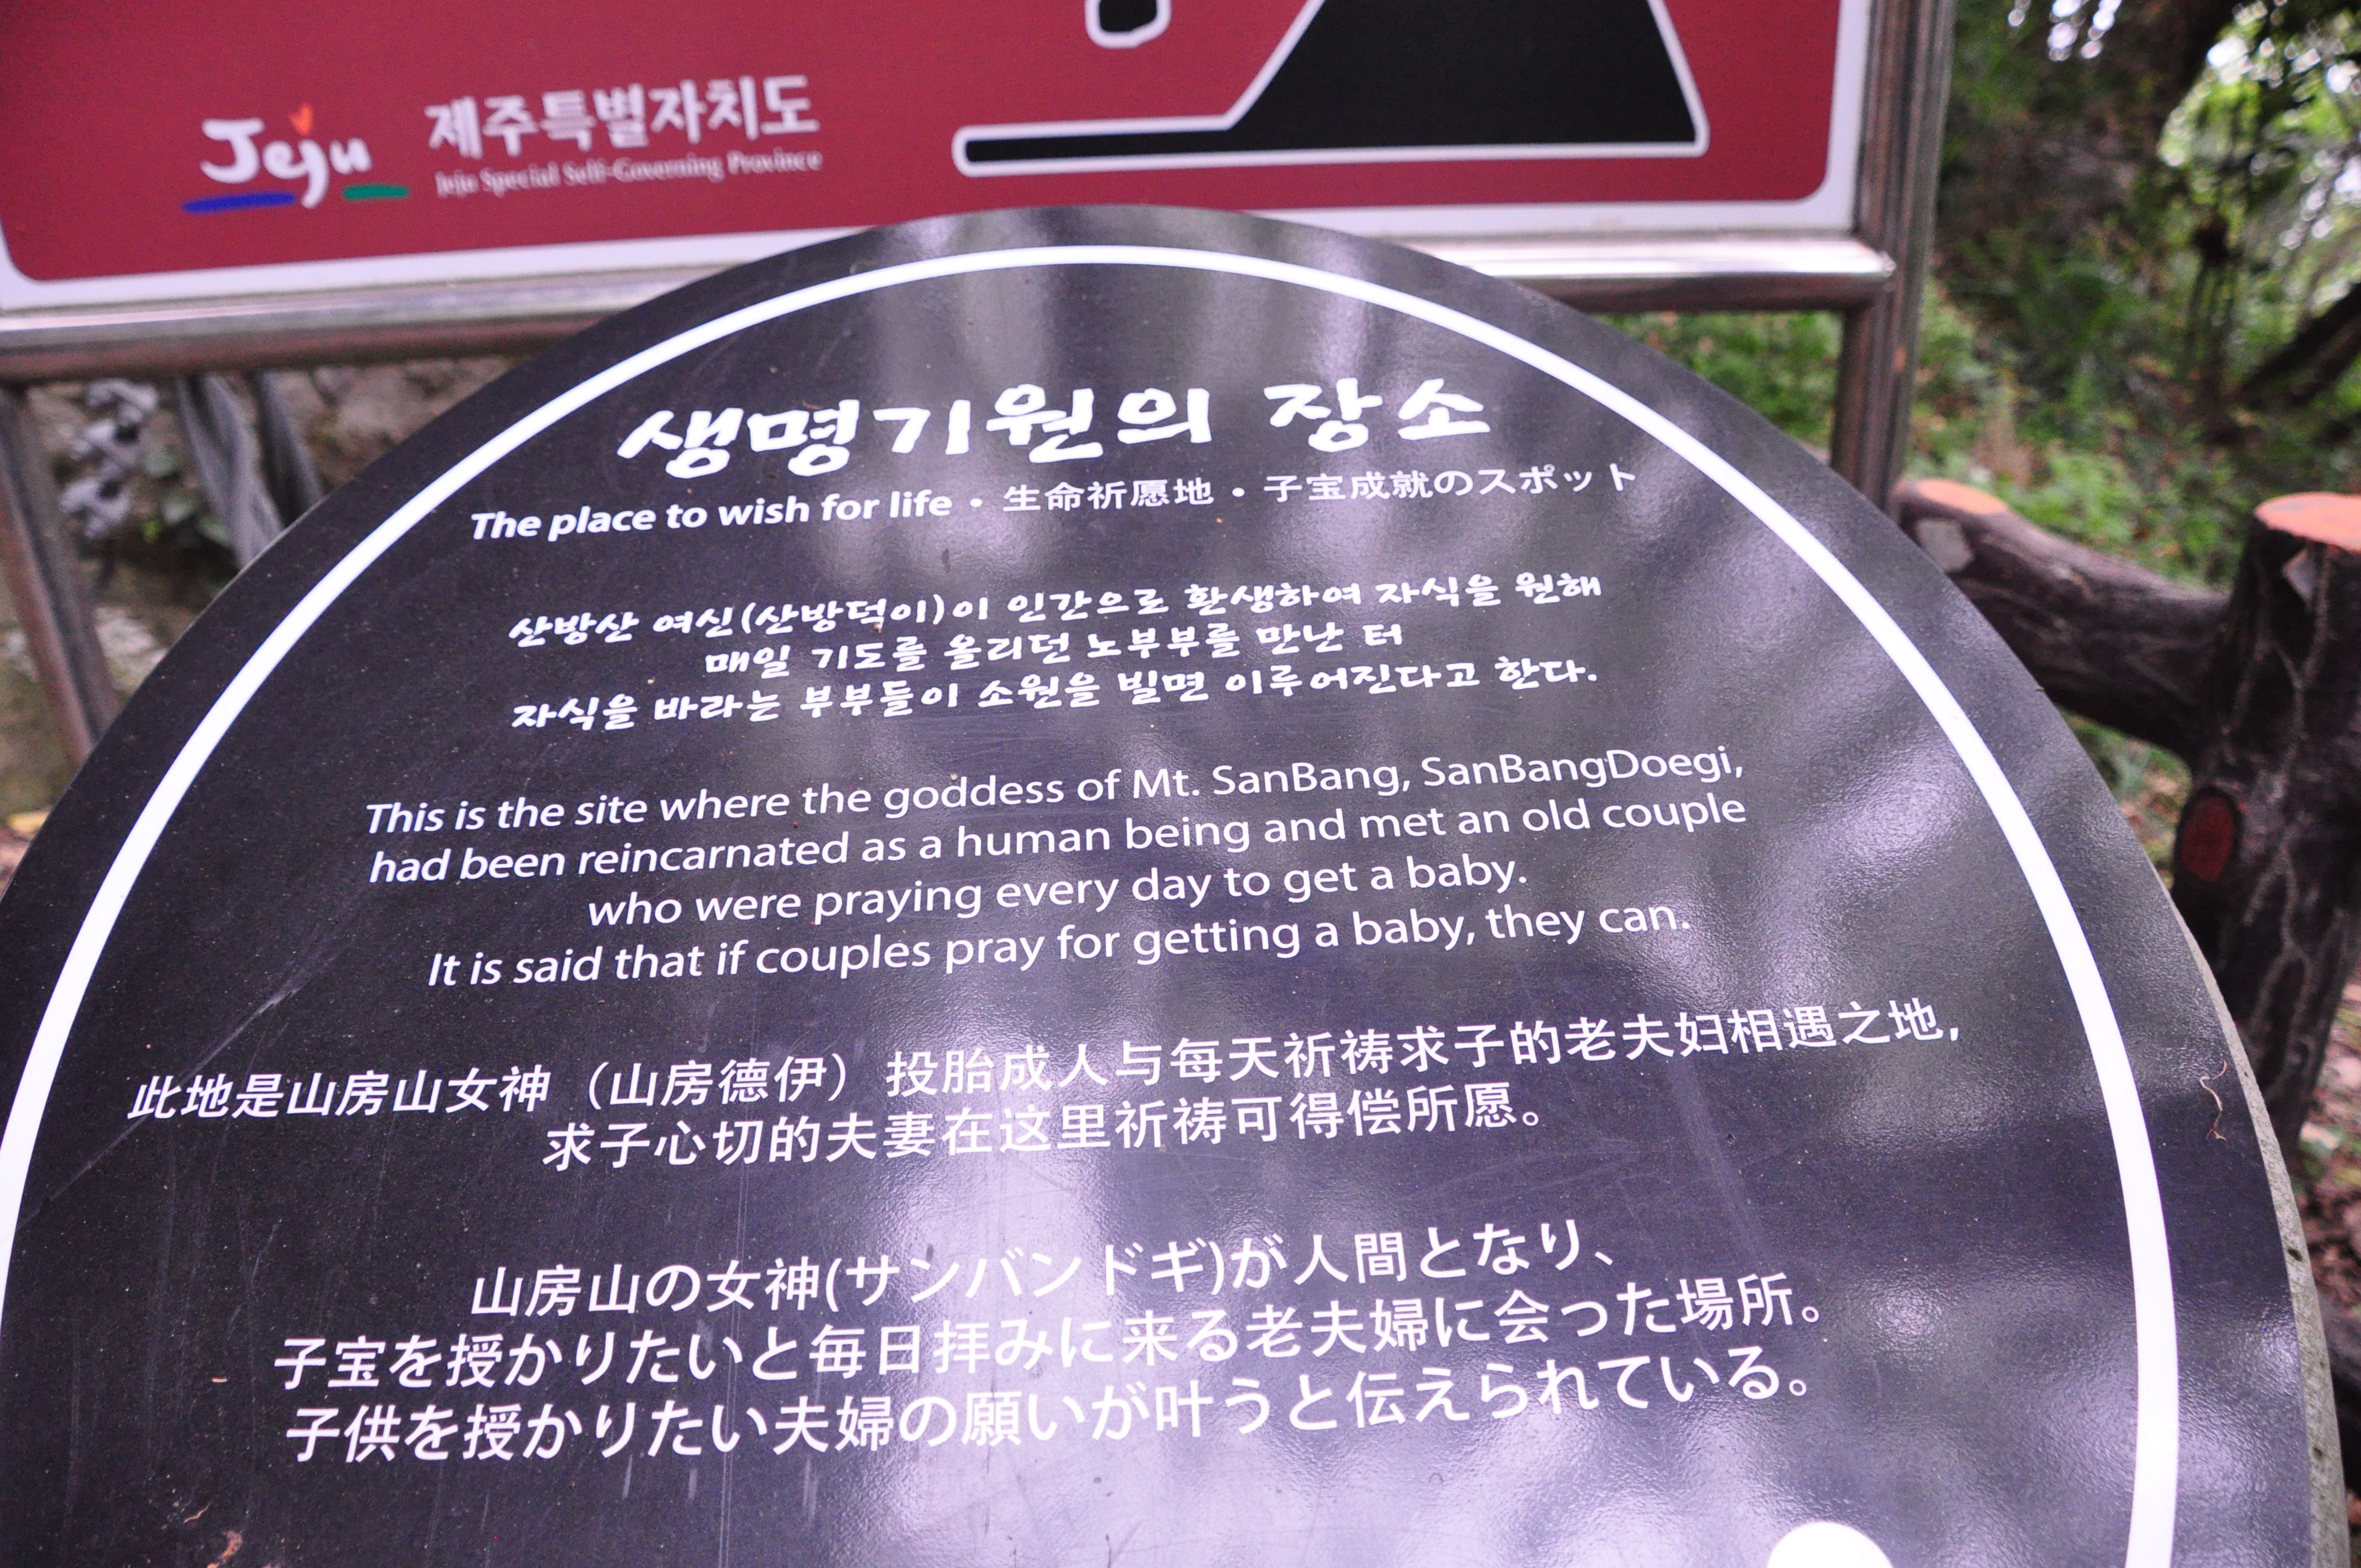 Jeju 제주특별자치도
Jeju Special Self-Governing Province
생명기원의 장소
The place to wish for life・生命祈愿地・子宝成就のスポット
산방산 여신(산방덕이)이 인간으로 환생하여 자식을 원해
매일 기도를 올리던 노부부를 만난 터
자식을 바라는 부부들이 소원을 빌면 이루어진다고 한다.
This is the site where the goddess of Mt. SanBang, SanBangDoegi,
had been reincarnated as a human being and met an old couple
who were praying every day to get a baby.
It is said that if couples pray for getting a baby, they can.
此地是山房山女神（山房德伊）投胎成人与每天祈祷求子的老夫妇相遇之地,
求子心切的夫妻在这里祈祷可得偿所愿。
山房山の女神(サンバンドギ)が人間となり、
子宝を授かりたいと毎日拝みに来る老夫婦に会った場所。
子供を授かりたい夫婦の願いが叶うと伝えられている。